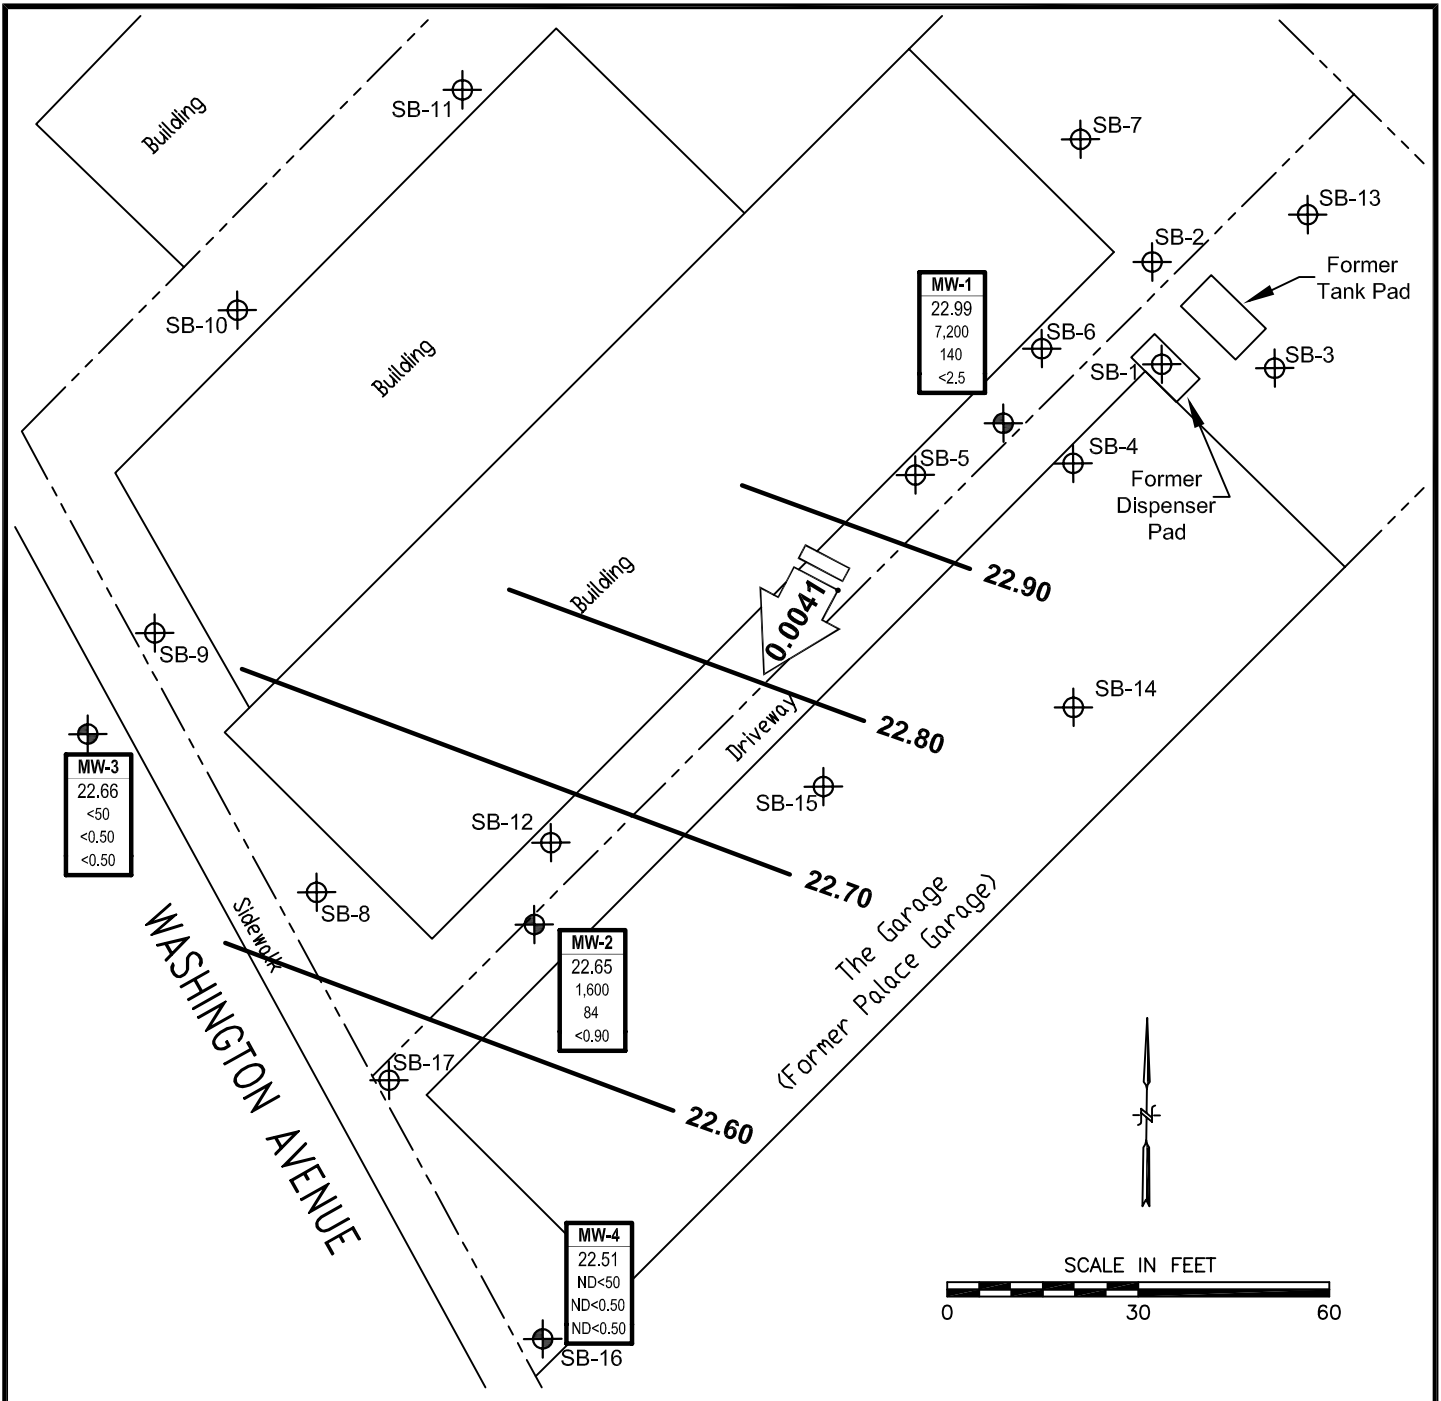 SB-11
Building
SB-7
SB-13
SB-2
Former
Tank Pad
MW-1
22.99
7,200
140
<2.5
SB-10
SB-6
Building
SB-1
SB-3
SB-5
SB-4
Former
Dispenser
Pad
22.90
Building
0.0041
SB-9
SB-14
22.80
Driveway
MW-3
22.66
<50
<0.50
<0.50
SB-15
SB-12
22.70
SB-8
Sidewalk
WASHINGTON AVENUE
The Garage
(Former Palace Garage)
MW-2
22.65
1,600
84
<0.90
SB-17
22.60
N
MW-4
22.51
ND<50
ND<0.50
ND<0.50
SB-16
SCALE IN FEET
0 30 60